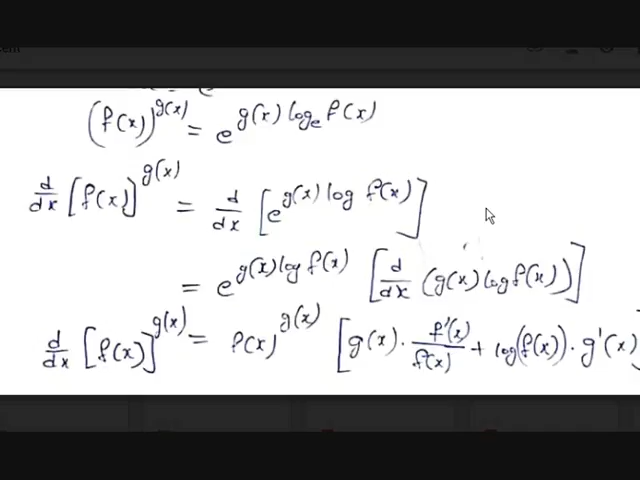 (f(x))^g(x) = e^g(x) log_e f(x)
d/dx [f(x)]^g(x) = d/dx [e^g(x) log f(x)]
= e^g(x) log f(x) [d/dx (g(x) log f(x))]
d/dx [f(x)]^g(x) = f(x)^g(x) [g(x) · f'(x)/f(x) + log(f(x)) · g'(x)]